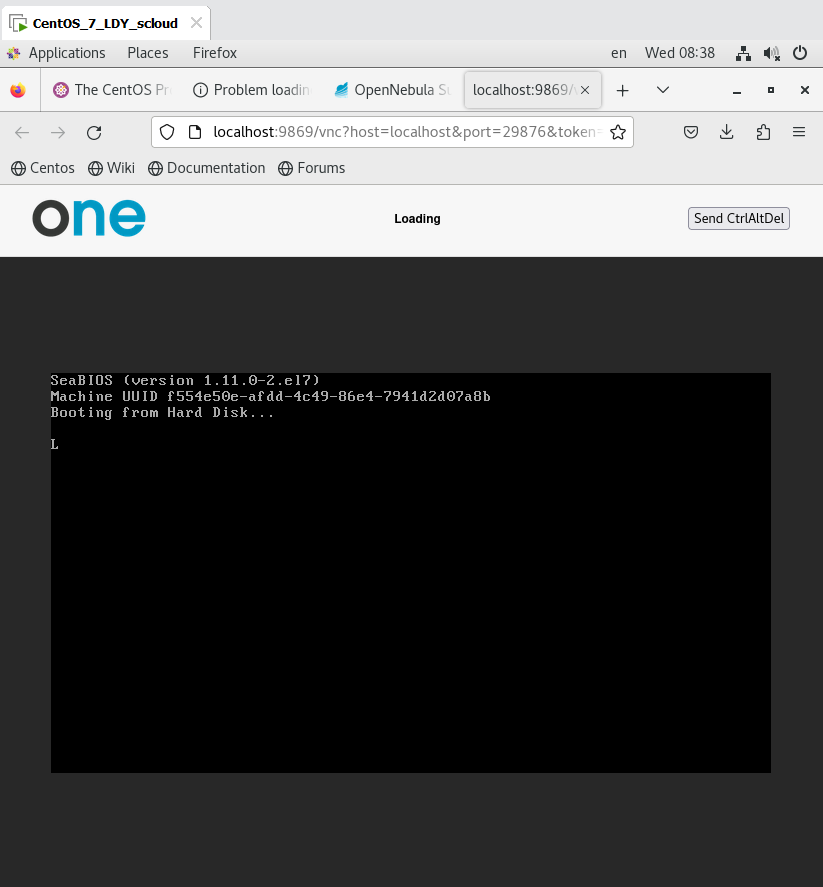 CentOS_7_LDY_scloud
Applications Places Firefox en Wed 08:38
The CentOS Pr Problem loadin OpenNebula Su localhost:9869/v
localhost:9869/vnc?host=localhost&port=29876&token=
Centos Wiki Documentation Forums
one Loading Send CtrlAltDel
SeaBIOS (version 1.11.0-2.el7)
Machine UUID f554e50e-afdd-4c49-86e4-7941d2d07a8b
Booting from Hard Disk...
L